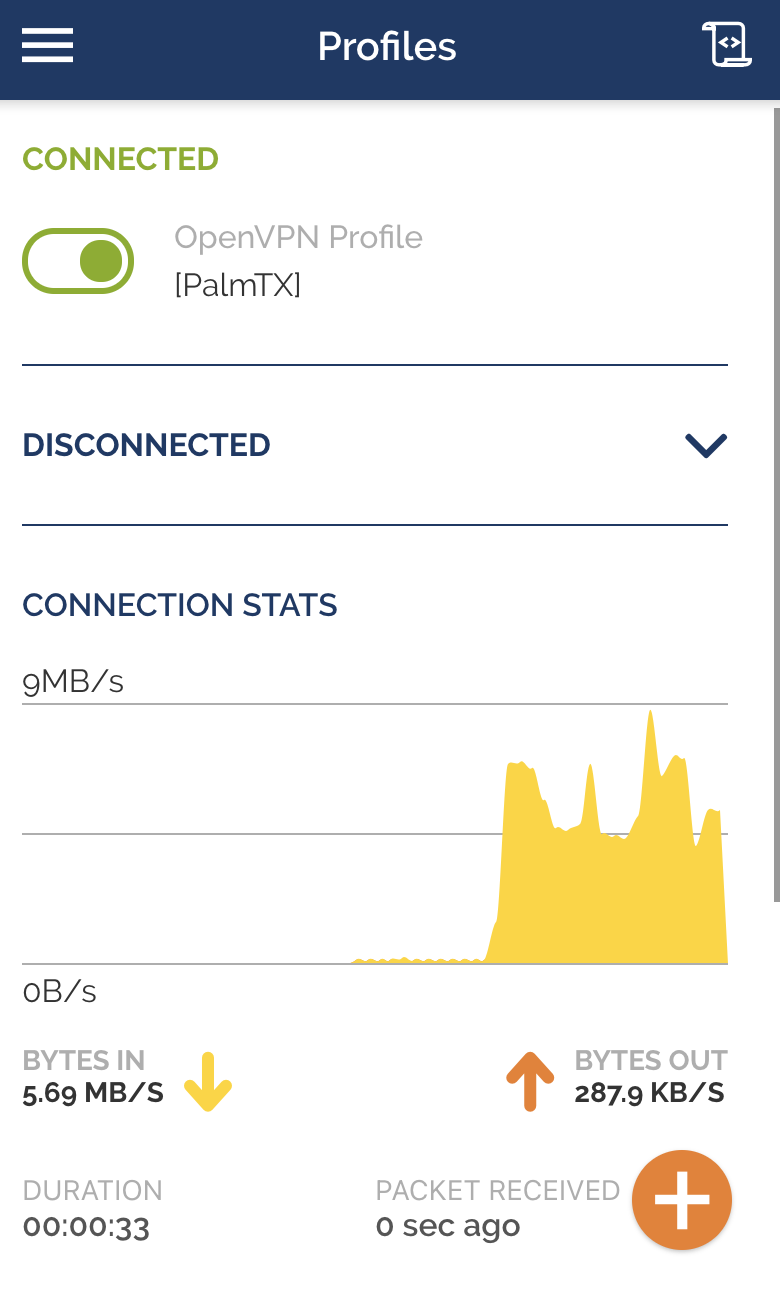 Profiles
CONNECTED
OpenVPN Profile
[PalmTX]
DISCONNECTED
CONNECTION STATS
9MB/s
0B/s
BYTES IN
5.69 MB/S
BYTES OUT
287.9 KB/S
DURATION
00:00:33
PACKET RECEIVED
0 sec ago